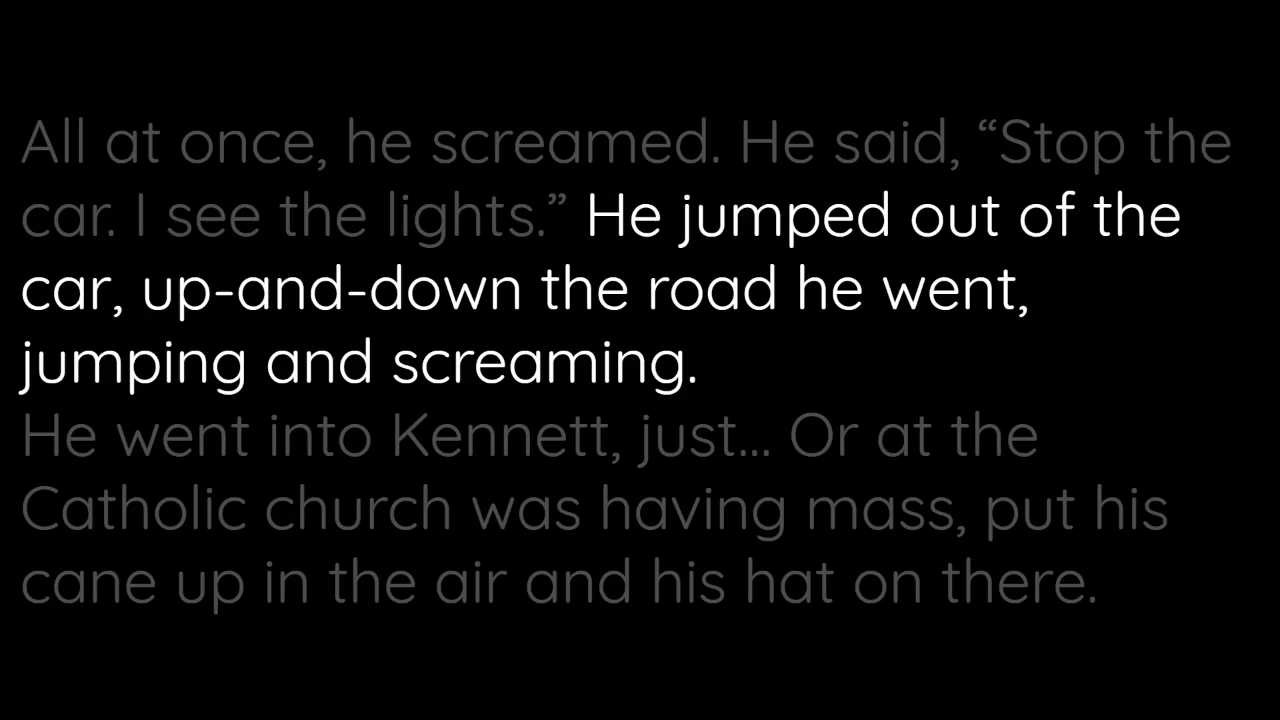 All at once, he screamed. He said, “Stop the
car. I see the lights.” He jumped out of the
car, up-and-down the road he went,
jumping and screaming.
He went into Kennett, just... Or at the
Catholic church was having mass, put his
cane up in the air and his hat on there.